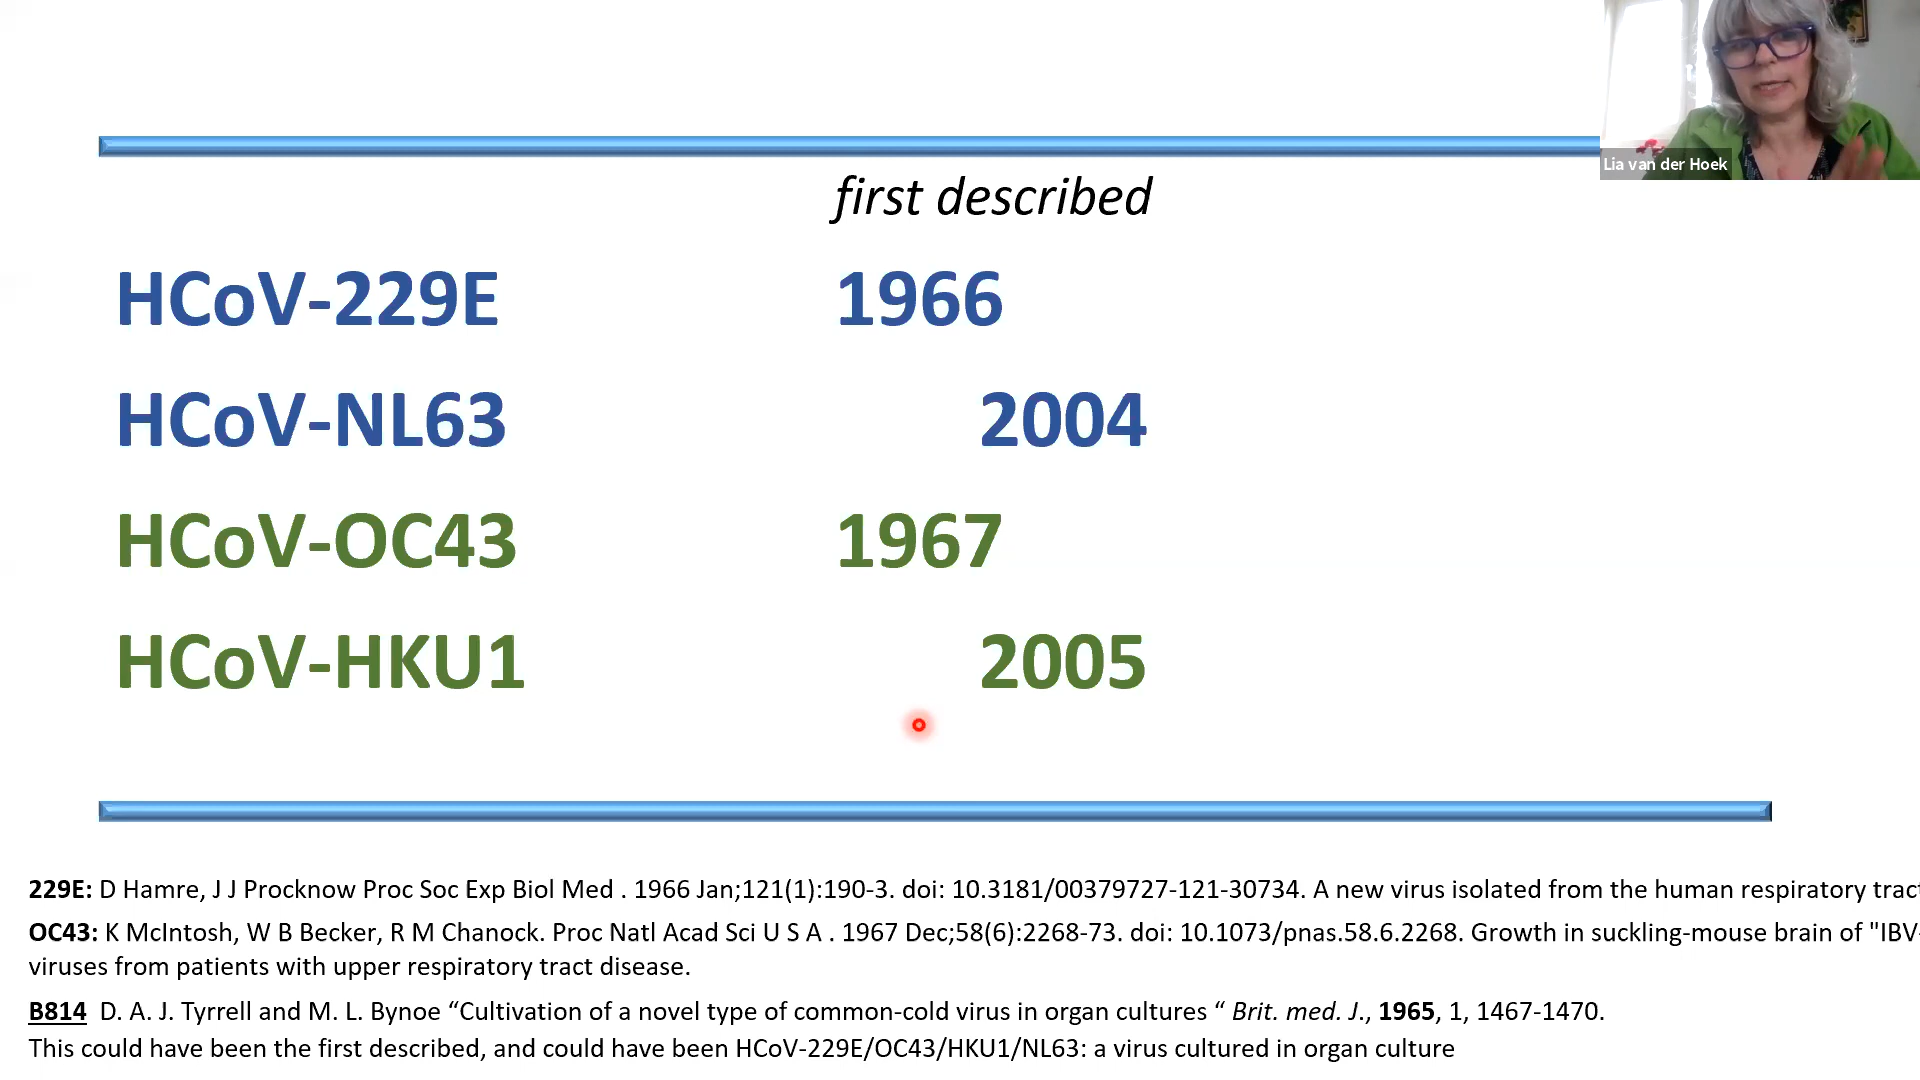 Lia van der Hoek
first described
HCoV-229E 1966
HCoV-NL63 2004
HCoV-OC43 1967
HCoV-HKU1 2005
229E: D Hamre, J J Procknow Proc Soc Exp Biol Med . 1966 Jan;121(1):190-3. doi: 10.3181/00379727-121-30734. A new virus isolated from the human respiratory tract
OC43: K McIntosh, W B Becker, R M Chanock. Proc Natl Acad Sci U S A . 1967 Dec;58(6):2268-73. doi: 10.1073/pnas.58.6.2268. Growth in suckling-mouse brain of "IBV-
viruses from patients with upper respiratory tract disease.
B814 D. A. J. Tyrrell and M. L. Bynoe “Cultivation of a novel type of common-cold virus in organ cultures “ Brit. med. J., 1965, 1, 1467-1470.
This could have been the first described, and could have been HCoV-229E/OC43/HKU1/NL63: a virus cultured in organ culture